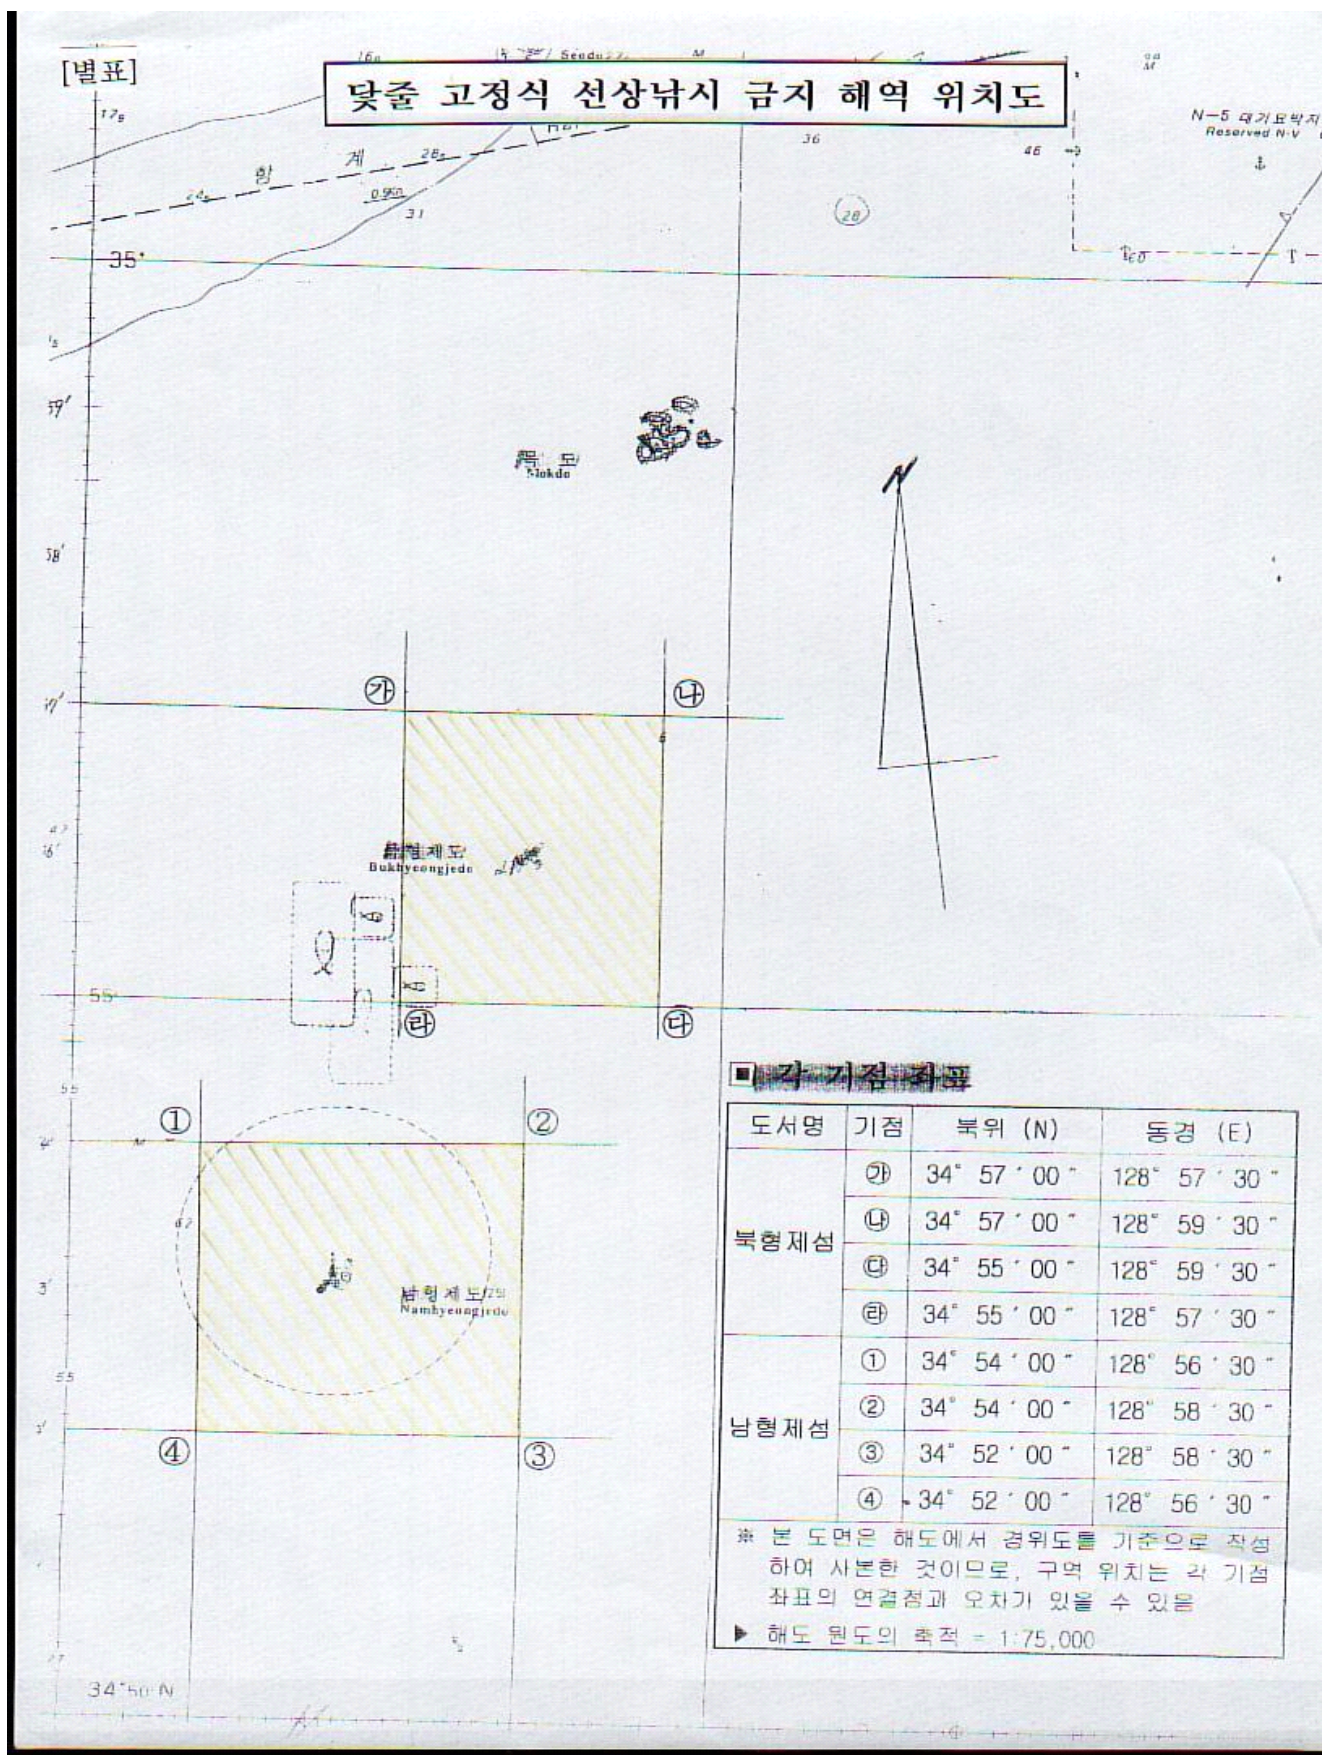 [별표]
닻줄 고정식 선상낚시 금지 해역 위치도
N-5 대기묘박지
Reserved N-V
36
46
28
항 계
31
35°
59'
58'
Mokdo
㉮
㉯
북형제도
Bukhyeongjedo
55'
㉱
㉰
①
②
남형제도
Namhyeongjedo
④
③
34°50'N
▣ 각 기점 좌표
도서명 기점 북위 (N) 동경 (E)
북형제섬
㉮ 34° 57 ′ 00 ″ 128° 57 ′ 30 ″
㉯ 34° 57 ′ 00 ″ 128° 59 ′ 30 ″
㉰ 34° 55 ′ 00 ″ 128° 59 ′ 30 ″
㉱ 34° 55 ′ 00 ″ 128° 57 ′ 30 ″
남형제섬
① 34° 54 ′ 00 ″ 128° 56 ′ 30 ″
② 34° 54 ′ 00 ″ 128° 58 ′ 30 ″
③ 34° 52 ′ 00 ″ 128° 58 ′ 30 ″
④ 34° 52 ′ 00 ″ 128° 56 ′ 30 ″
※ 본 도면은 해도에서 경위도를 기준으로 작성
하여 사본한 것이므로, 구역 위치는 각 기점
좌표의 연결점과 오차가 있을 수 있음
▶ 해도 원도의 축적 = 1:75,000